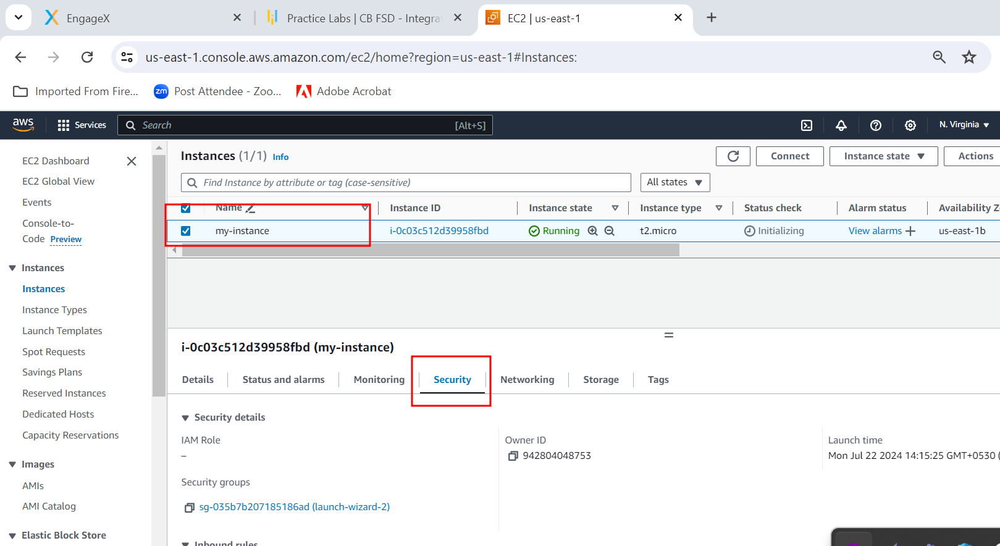 EngageX
Practice Labs | CB FSD - Integra
EC2 | us-east-1
us-east-1.console.aws.amazon.com/ec2/home?region=us-east-1#Instances:
Imported From Fire...
zm Post Attendee - Zoo...
Adobe Acrobat
aws
Services
Search [Alt+S]
N. Virginia
EC2 Dashboard
EC2 Global View
Events
Console-to-
Code Preview
Instances
Instances
Instance Types
Launch Templates
Spot Requests
Savings Plans
Reserved Instances
Dedicated Hosts
Capacity Reservations
Images
AMIs
AMI Catalog
Elastic Block Store
Instances (1/1) Info
Connect
Instance state
Actions
Find Instance by attribute or tag (case-sensitive)
All states
Name Instance ID Instance state Instance type Status check Alarm status Availability Z
my-instance i-0c03c512d39958fbd Running t2.micro Initializing View alarms us-east-1b
i-0c03c512d39958fbd (my-instance)
Details Status and alarms Monitoring Security Networking Storage Tags
Security details
IAM Role
–
Owner ID
942804048753
Launch time
Mon Jul 22 2024 14:15:25 GMT+0530 (
Security groups
sg-035b7b207185186ad (launch-wizard-2)
Inbound rules